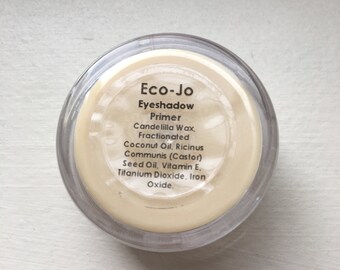 Eco-Jo
Eyeshadow
Primer
Candelilla Wax,
Fractionated
Coconut Oil, Ricinus
Communis (Castor)
Seed Oil, Vitamin E,
Titanium Dioxide, Iron
Oxide.